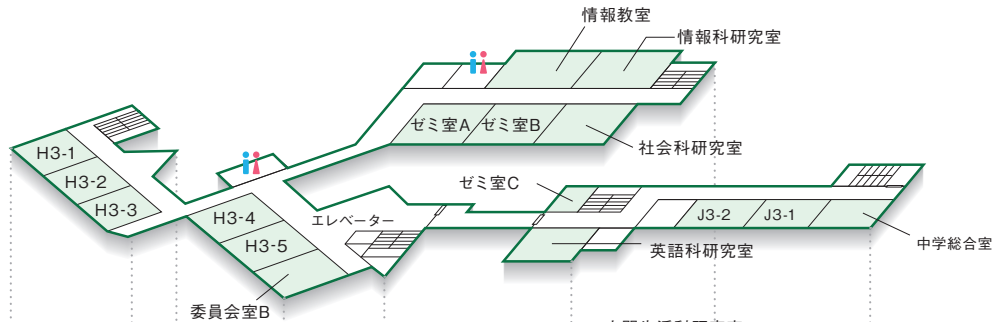 情報教室
情報科研究室
ゼミ室A
ゼミ室B
社会科研究室
H3-1
H3-2
H3-3
H3-4
H3-5
エレベーター
ゼミ室C
J3-2
J3-1
中学総合室
英語科研究室
委員会室B